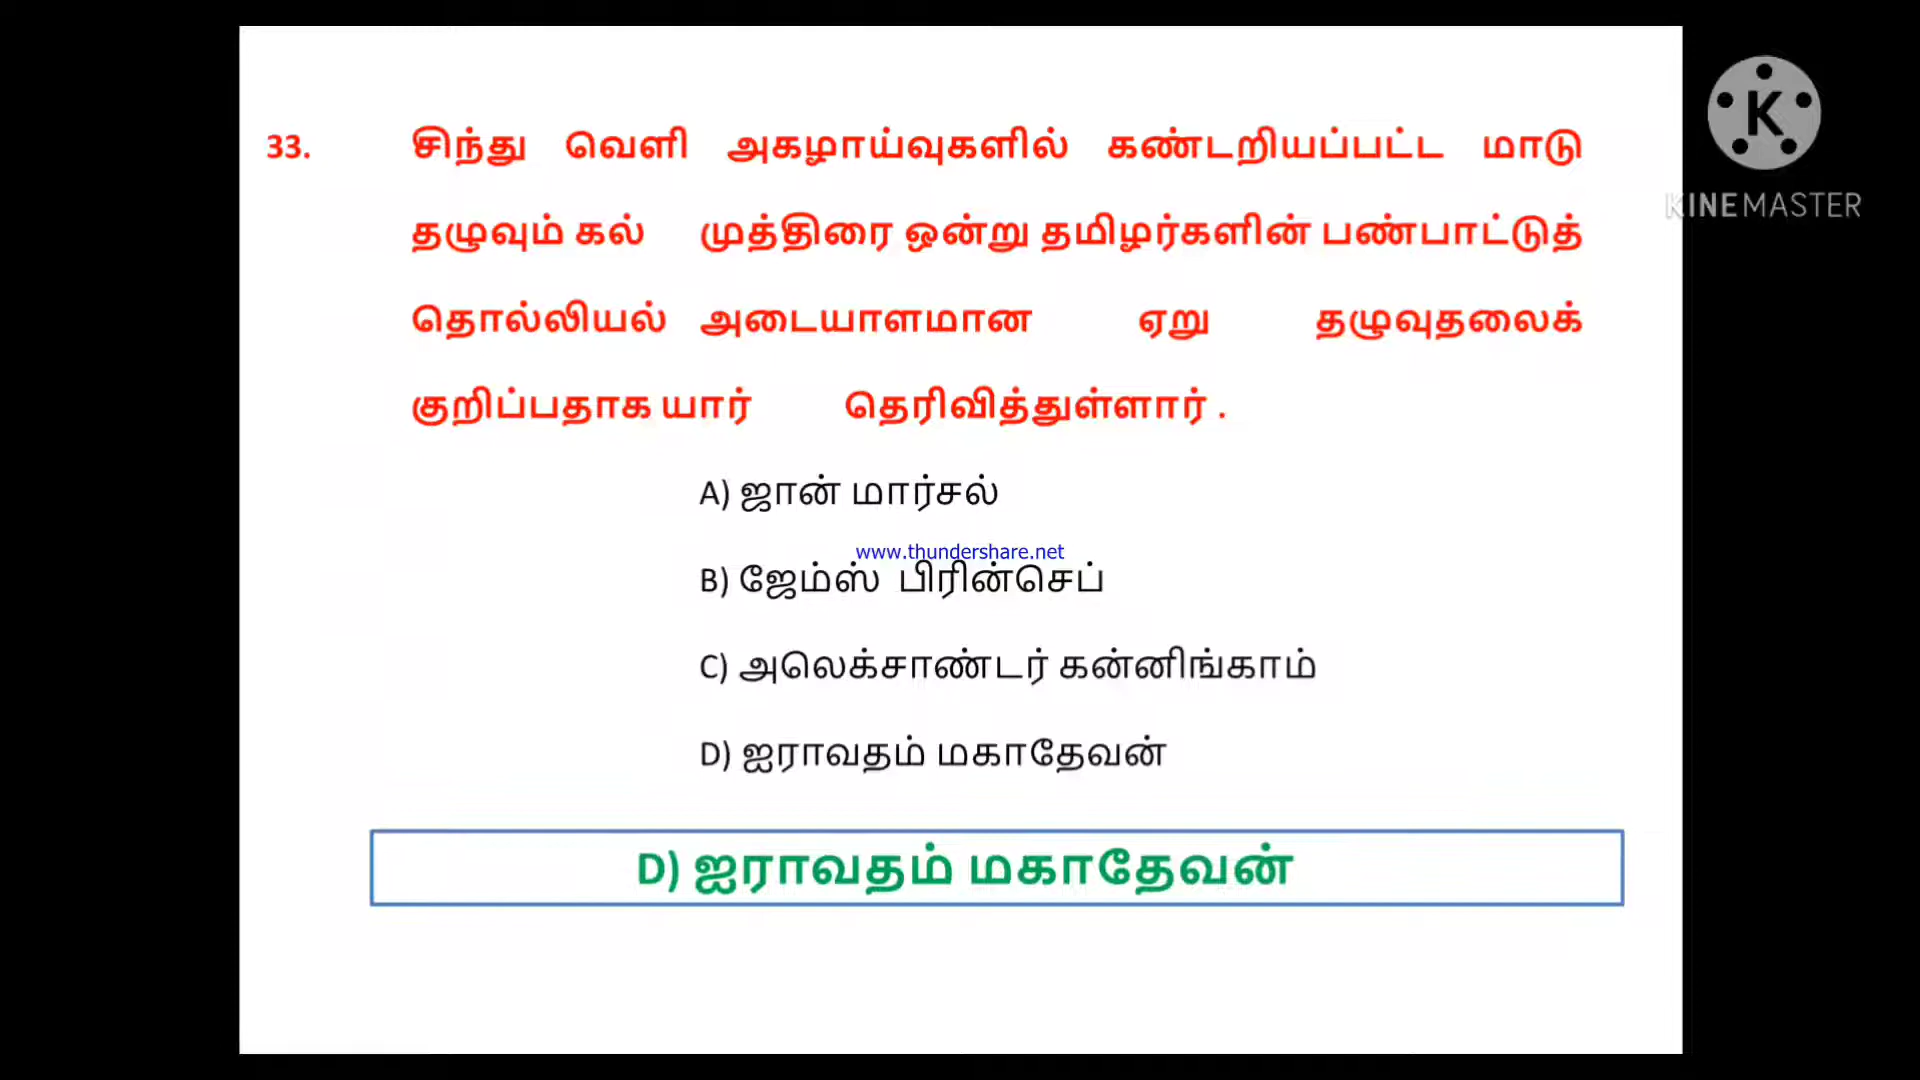 33. சிந்து வெளி அகழாய்வுகளில் கண்டறியப்பட்ட மாடு
தழுவும் கல் முத்திரை ஒன்று தமிழர்களின் பண்பாட்டுத்
தொல்லியல் அடையாளமான ஏறு தழுவுதலைக்
குறிப்பதாக யார் தெரிவித்துள்ளார் .
A) ஜான் மார்சல்
www.thundershare.net
B) ஜேம்ஸ் பிரின்செப்
C) அலெக்சாண்டர் கன்னிங்காம்
D) ஐராவதம் மகாதேவன்
D) ஐராவதம் மகாதேவன்
K
KINEMASTER